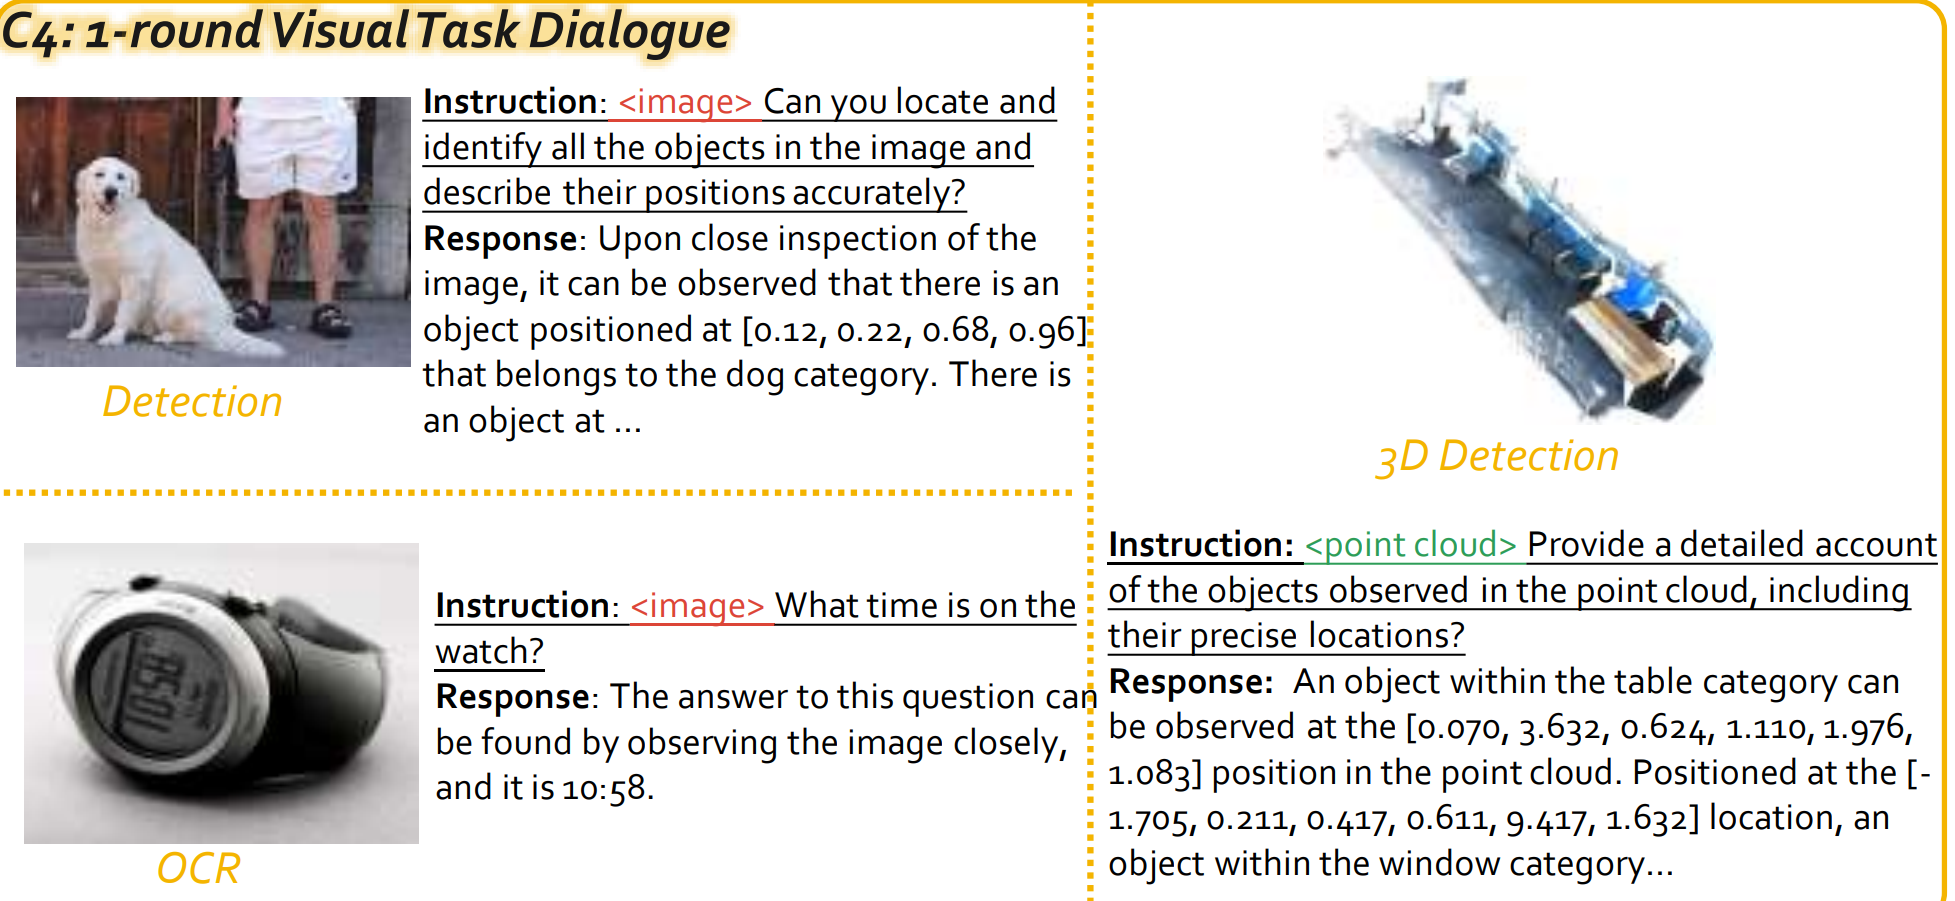 C4: 1-round Visual Task Dialogue
Instruction: <image> Can you locate and
identify all the objects in the image and
describe their positions accurately?
Response: Upon close inspection of the
image, it can be observed that there is an
object positioned at [0.12, 0.22, 0.68, 0.96]
that belongs to the dog category. There is
an object at ...
Detection
10:58
Instruction: <image> What time is on the
watch?
Response: The answer to this question can
be found by observing the image closely,
and it is 10:58.
OCR
3D Detection
Instruction: <point cloud> Provide a detailed account
of the objects observed in the point cloud, including
their precise locations?
Response: An object within the table category can
be observed at the [0.070, 3.632, 0.624, 1.110, 1.976,
1.083] position in the point cloud. Positioned at the [-
1.705, 0.211, 0.417, 0.611, 9.417, 1.632] location, an
object within the window category...